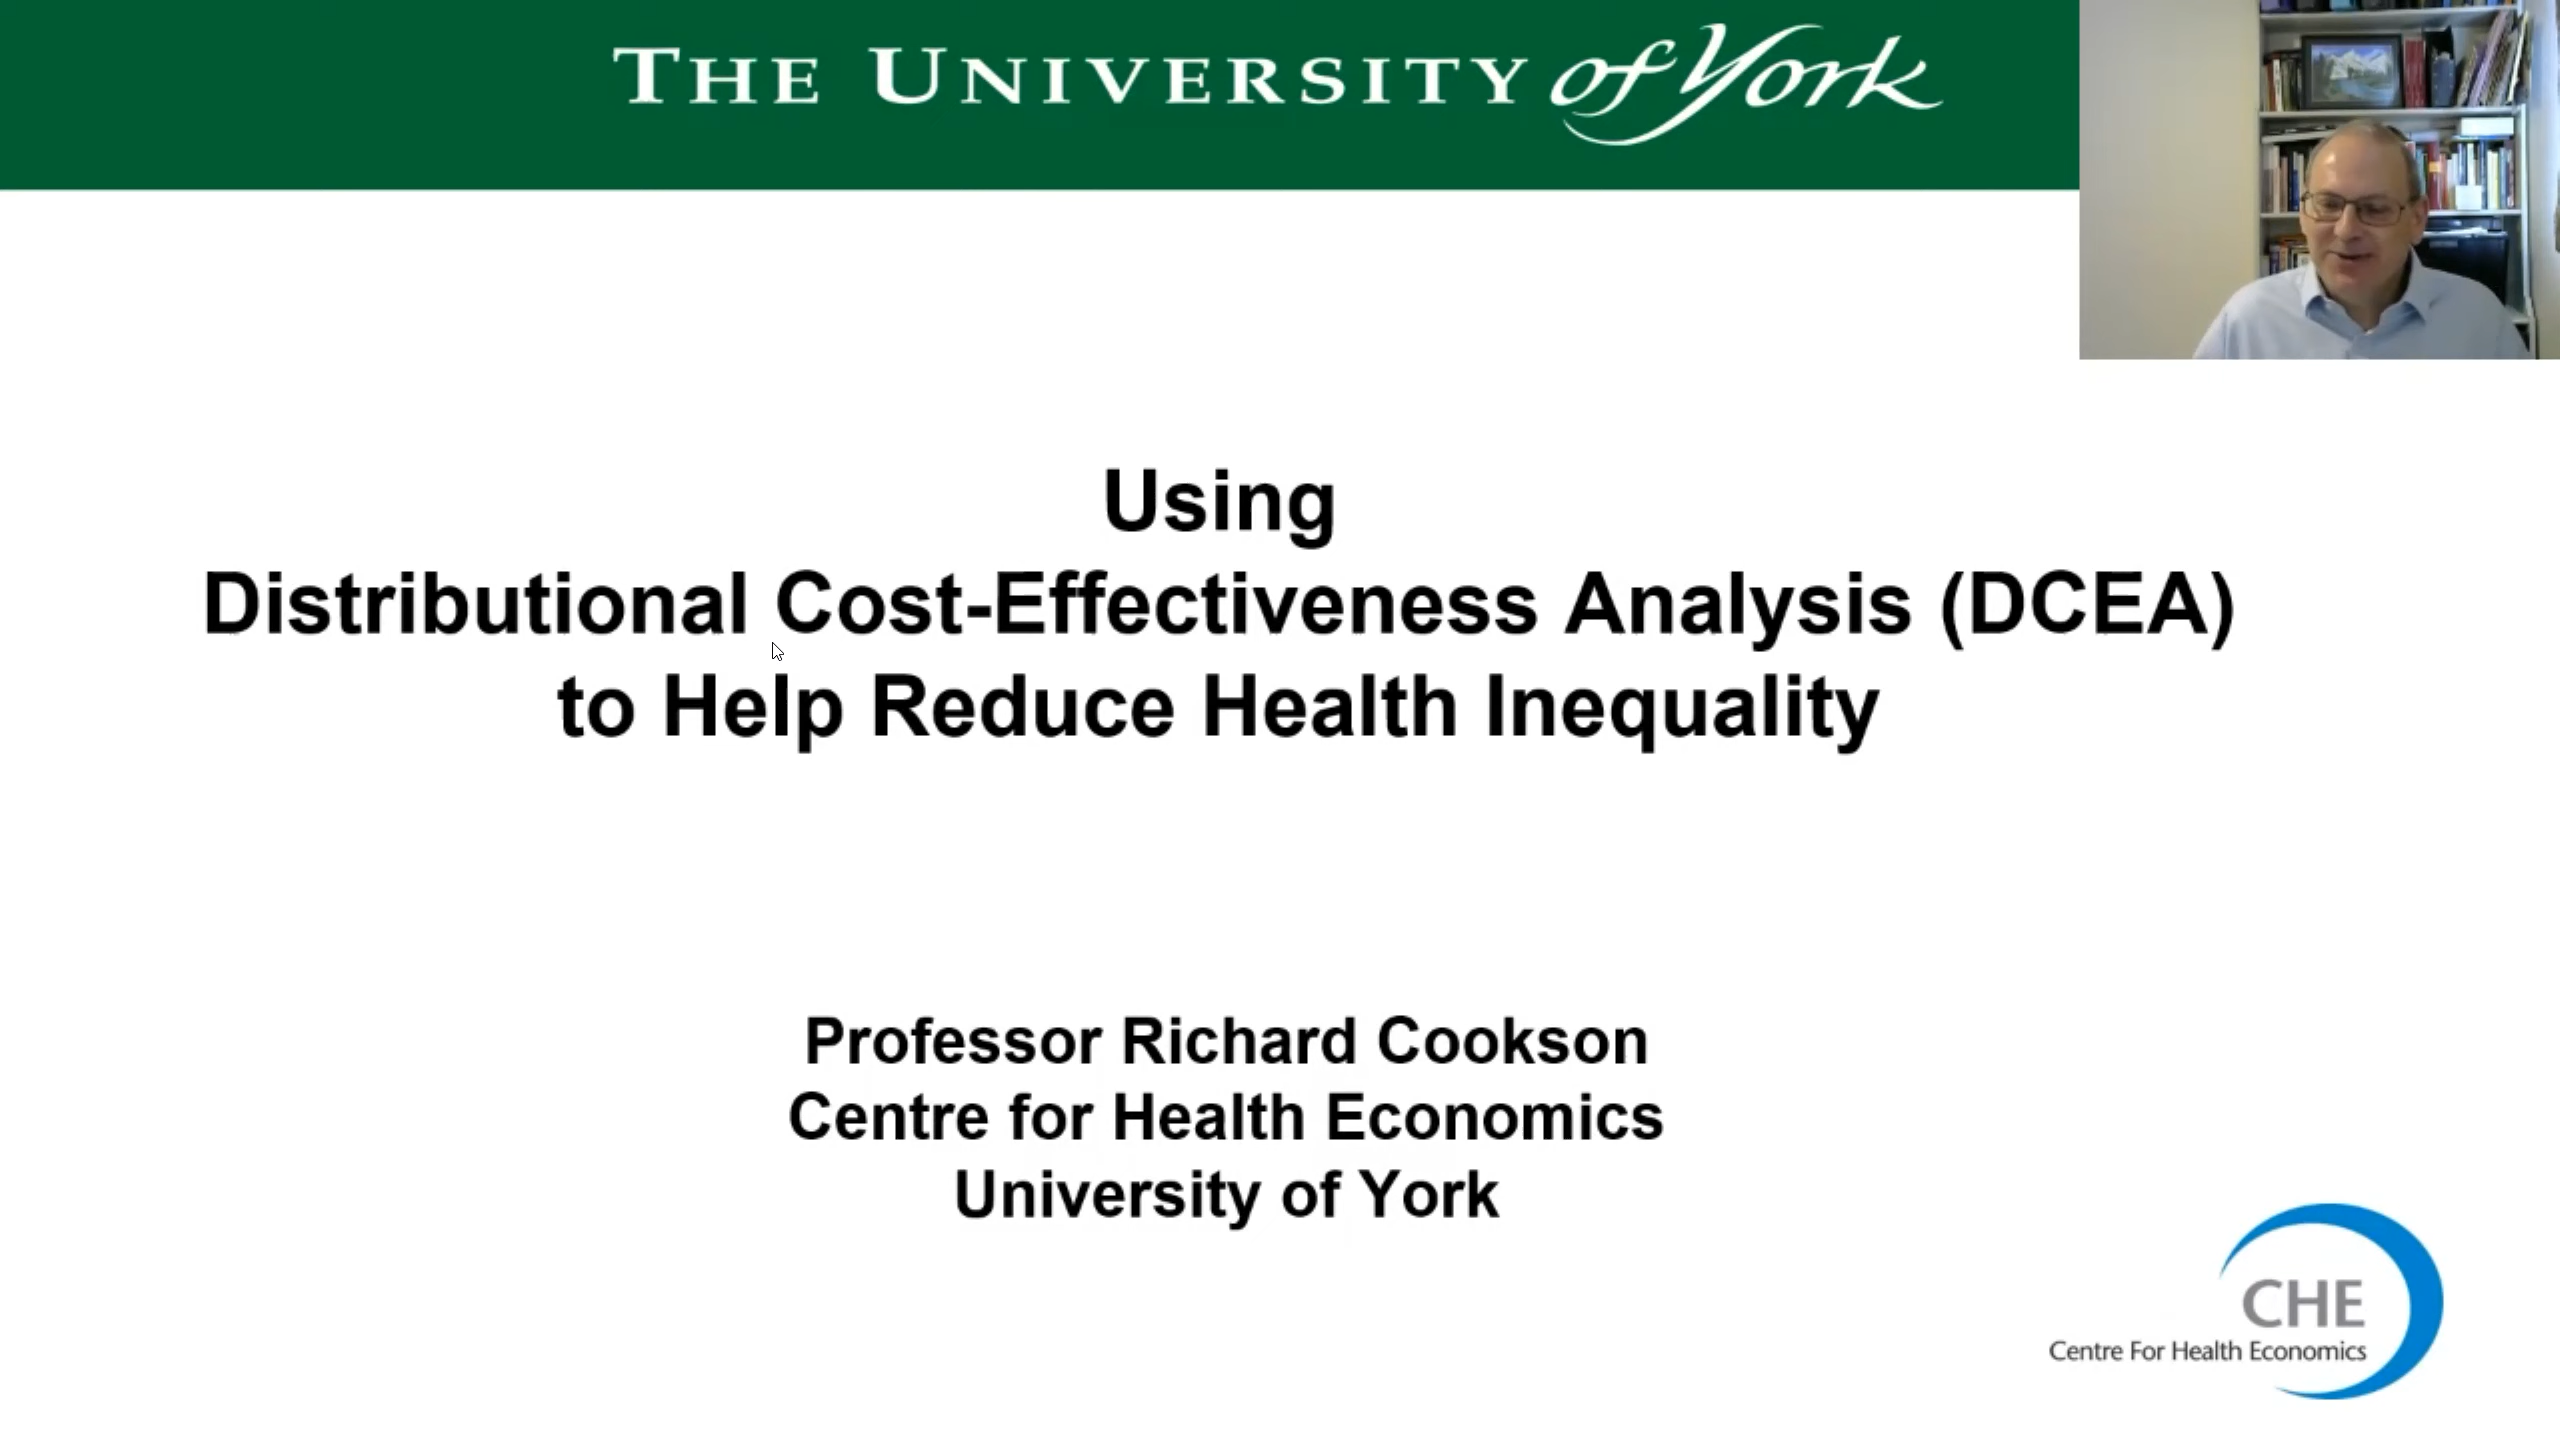 THE UNIVERSITY of York
Using
Distributional Cost-Effectiveness Analysis (DCEA)
to Help Reduce Health Inequality
Professor Richard Cookson
Centre for Health Economics
University of York
CHE
Centre For Health Economics